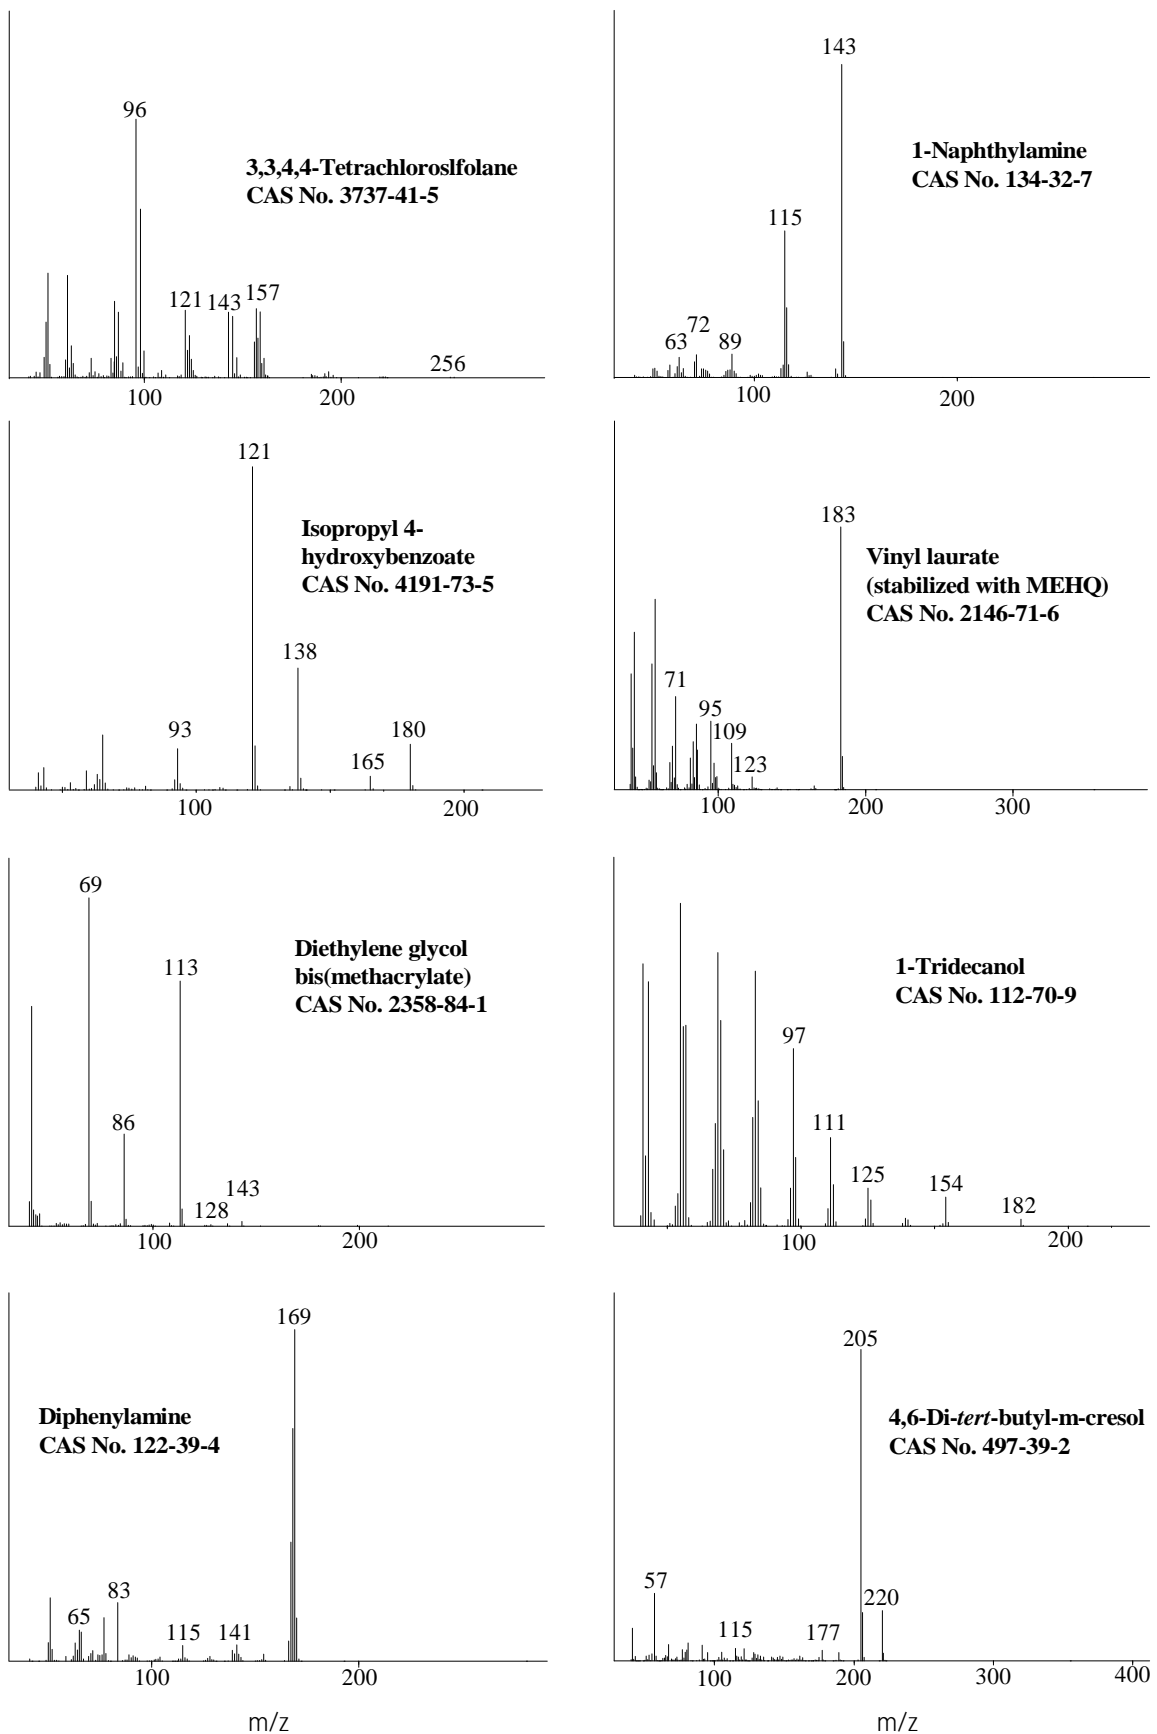 96
3,3,4,4-Tetrachloroslfolane
CAS No. 3737-41-5
121
143
157
256
100
200
143
1-Naphthylamine
CAS No. 134-32-7
115
63
72
89
100
200
121
Isopropyl 4-
hydroxybenzoate
CAS No. 4191-73-5
138
93
165
180
100
200
183
Vinyl laurate
(stabilized with MEHQ)
CAS No. 2146-71-6
71
95
109
123
100
200
300
69
Diethylene glycol
bis(methacrylate)
CAS No. 2358-84-1
113
86
128
143
100
200
1-Tridecanol
CAS No. 112-70-9
97
111
125
154
182
100
200
169
Diphenylamine
CAS No. 122-39-4
65
83
115
141
100
200
m/z
205
4,6-Di-tert-butyl-m-cresol
CAS No. 497-39-2
57
115
177
220
100
200
300
400
m/z